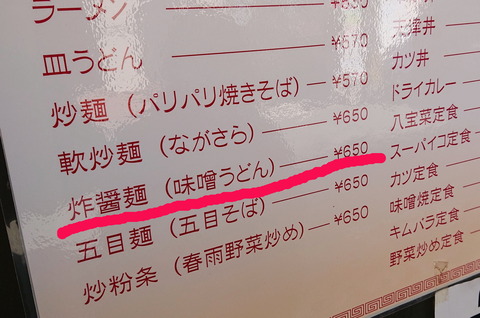 ラーメン
皿うどん ¥570
炒麺（パリパリ焼きそば） ¥570
軟炒麺（ながさら） ¥650
炸醤麺（味噌うどん） ¥650
五目麺（五目そば） ¥650
炒粉条（春雨野菜炒め） ¥650
天津丼
カツ丼
ドライカレー
八宝菜定食
スーパイコ定食
カツ定食
味噌焼定食
キムバラ定食
野菜炒め定食